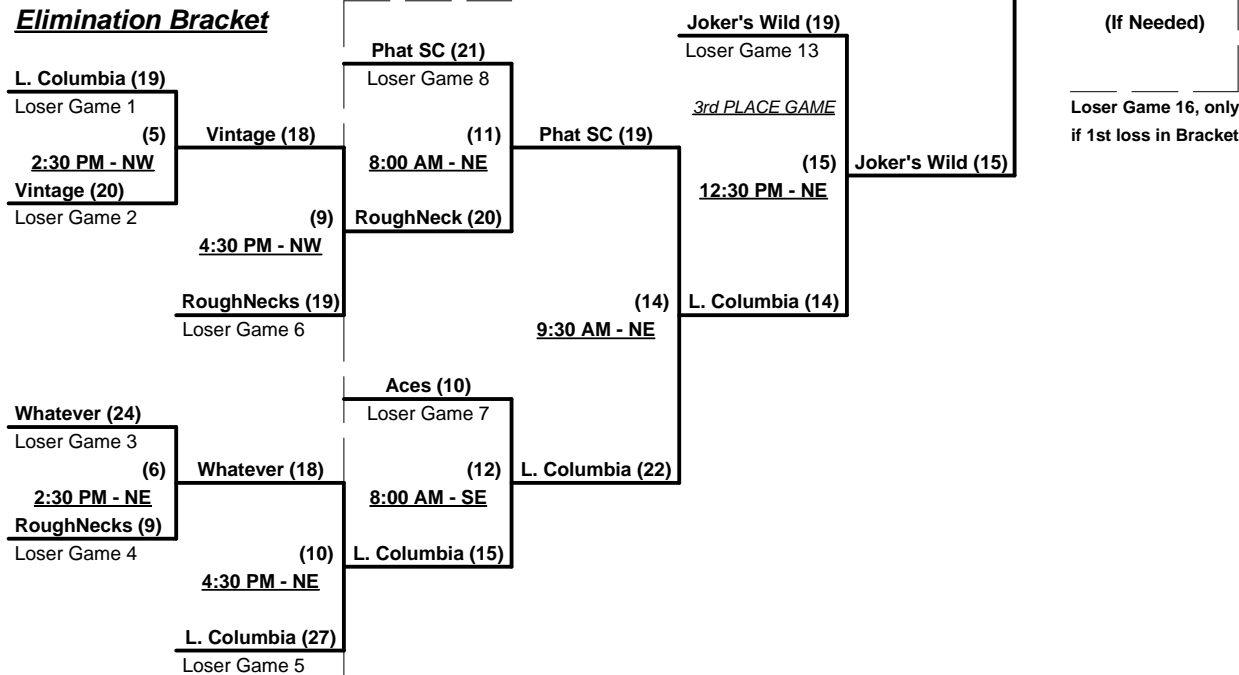 Elimination Bracket
Joker's Wild (19)
(If Needed)
Loser Game 13
Phat SC (21)
Loser Game 8
L. Columbia (19)
Loser Game 1
3rd PLACE GAME
Loser Game 16, only
if 1st loss in Bracket
(5)
Vintage (18)
(11)
Phat SC (19)
2:30 PM - NW
8:00 AM - NE
(15)
Joker's Wild (15)
12:30 PM - NE
Vintage (20)
Loser Game 2
(9)
RoughNeck (20)
4:30 PM - NW
RoughNecks (19)
Loser Game 6
(14)
L. Columbia (14)
9:30 AM - NE
Aces (10)
Loser Game 7
Whatever (24)
Loser Game 3
(6)
Whatever (18)
(12)
L. Columbia (22)
2:30 PM - NE
8:00 AM - SE
RoughNecks (9)
Loser Game 4
(10)
L. Columbia (15)
4:30 PM - NE
L. Columbia (27)
Loser Game 5